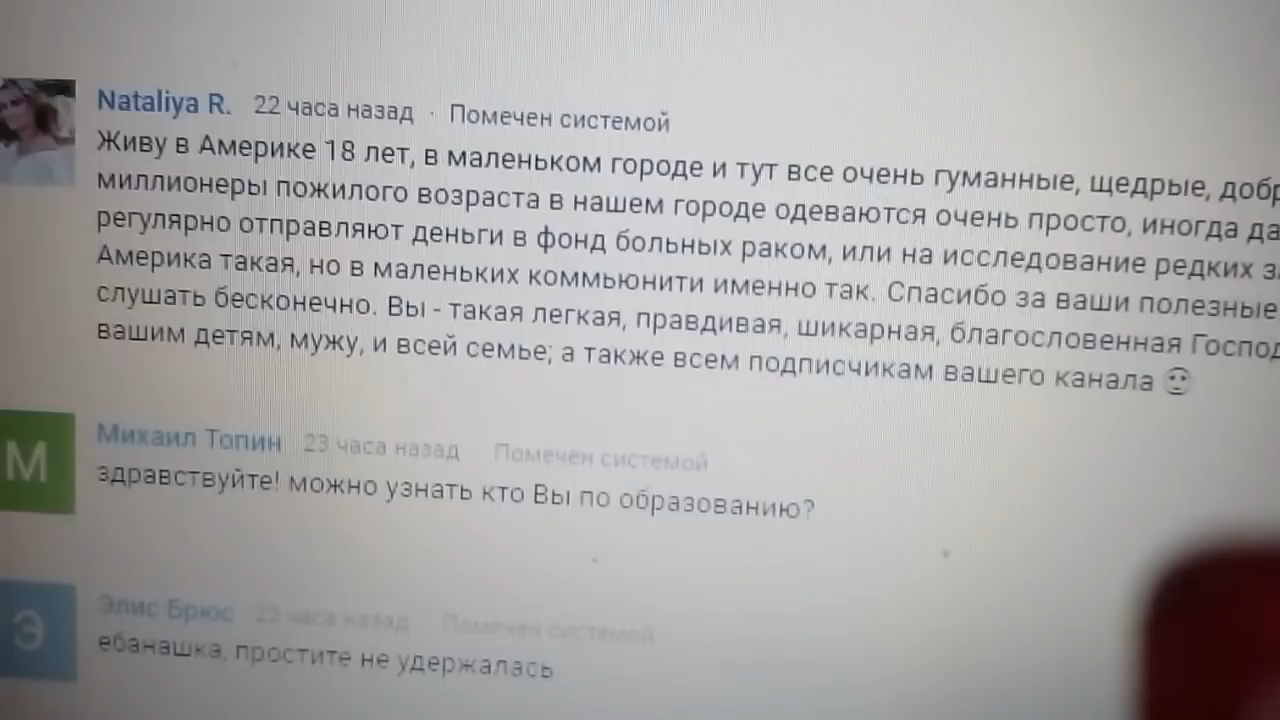 Nataliya R. 22 часа назад · Помечен системой
Живу в Америке 18 лет, в маленьком городе и тут все очень гуманные, щедрые,
миллионеры пожилого возраста в нашем городе одеваются очень просто, иногда
регулярно отправляют деньги в фонд больных раком, или на исследование редких
Америка такая, но в маленьких коммьюнити именно так. Спасибо за ваши полезные
слушать бесконечно. Вы - такая легкая, правдивая, шикарная, благословенная
вашим детям, мужу, и всей семье; а также всем подписчикам вашего канала
М
Михаил Топин 23 часа назад Помечен системой
здравствуйте! можно узнать кто Вы по образованию?
Э
Элис Брюс 23 часа назад Помечен системой
ебанашка, простите не удержалась